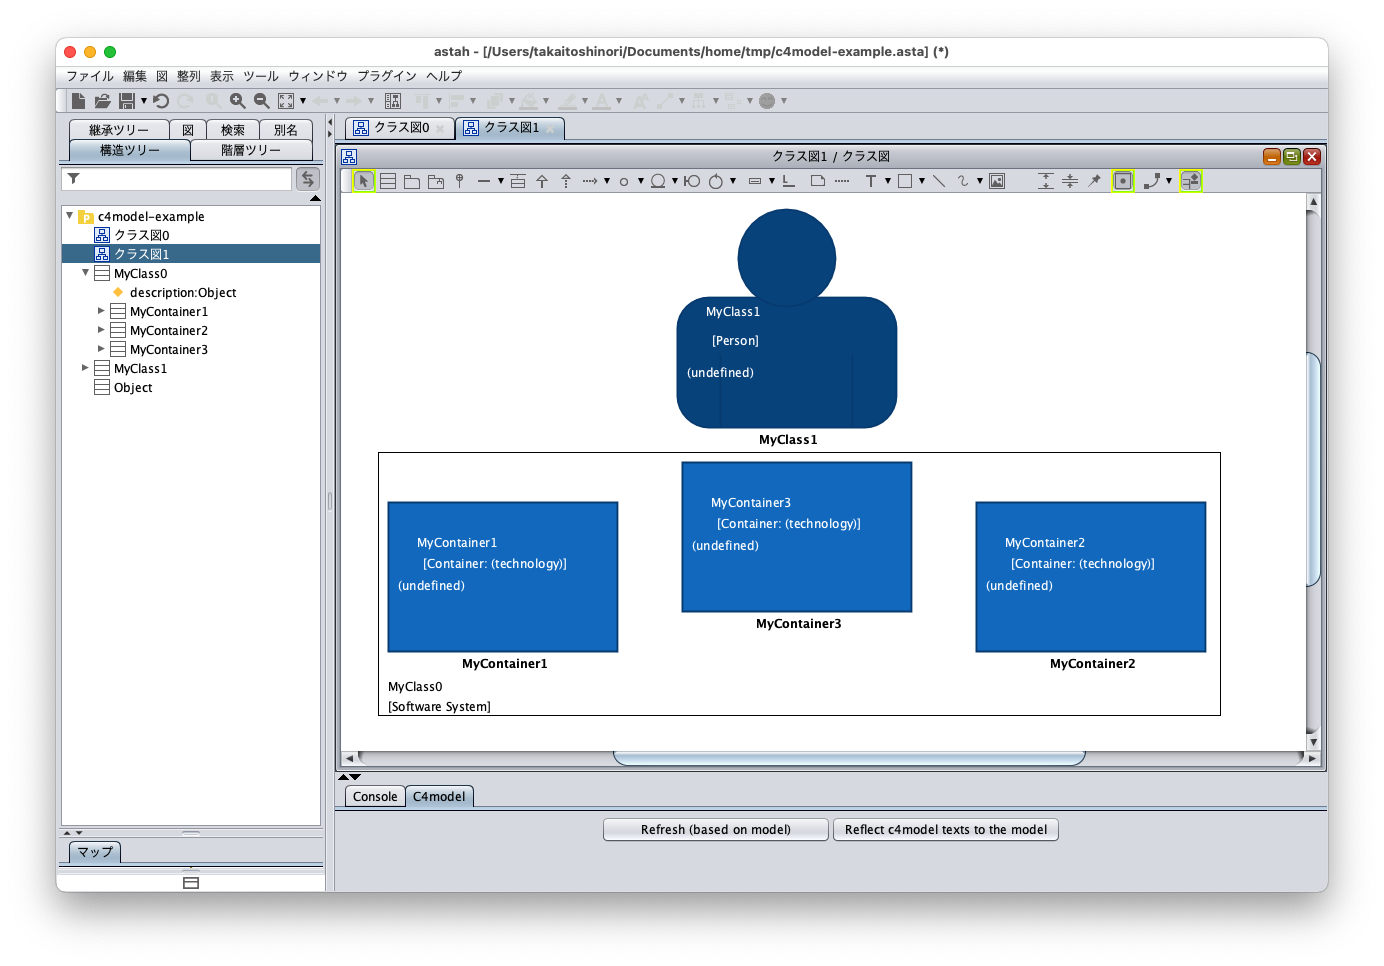 astah - [/Users/takaitoshinori/Documents/home/tmp/c4model-example.asta] (*)
ファイル 編集 図 整列 表示 ツール ウィンドウ プラグイン ヘルプ
継承ツリー 図 検索 別名
構造ツリー 階層ツリー
c4model-example
クラス図0
クラス図1
MyClass0
description:Object
MyContainer1
MyContainer2
MyContainer3
MyClass1
Object
マップ
クラス図0 クラス図1
クラス図1 / クラス図
MyClass1
[Person]
(undefined)
MyClass1
MyContainer3
[Container: (technology)]
(undefined)
MyContainer3
MyContainer1
[Container: (technology)]
(undefined)
MyContainer1
MyContainer2
[Container: (technology)]
(undefined)
MyContainer2
MyClass0
[Software System]
Console C4model
Refresh (based on model) Reflect c4model texts to the model